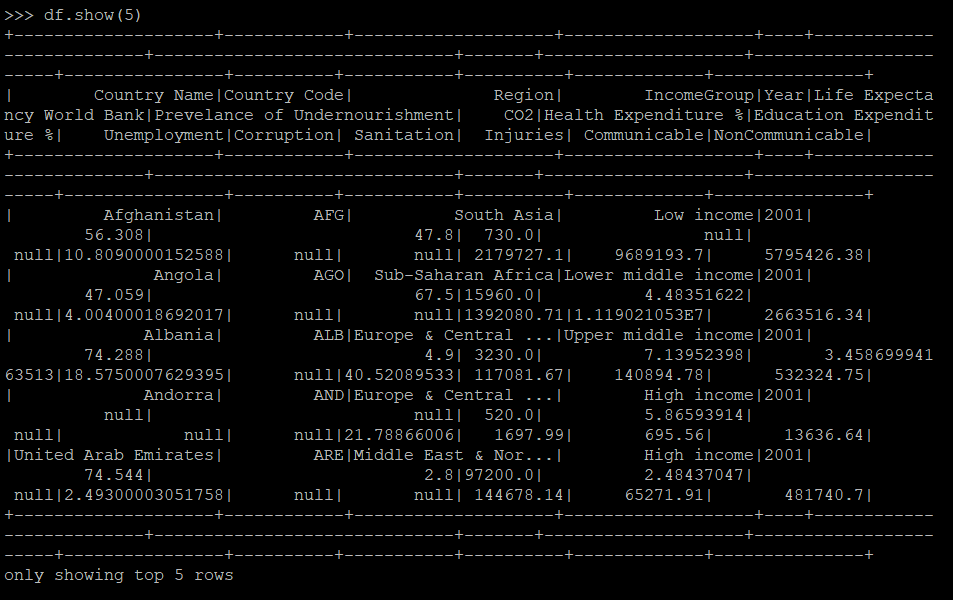 >>> df.show(5)
+--------------------+------------+--------------------+-------------------+----+------------
--------------+------------------------------+-------+--------------------+------------------
-----+----------------+----------+-----------+----------+-------------+---------------+
|        Country Name|Country Code|              Region|        IncomeGroup|Year|Life Expecta
ncy World Bank|Prevelance of Undernourishment|    CO2|Health Expenditure %|Education Expendit
ure %|    Unemployment|Corruption| Sanitation|  Injuries| Communicable|NonCommunicable|
+--------------------+------------+--------------------+-------------------+----+------------
--------------+------------------------------+-------+--------------------+------------------
-----+----------------+----------+-----------+----------+-------------+---------------+
|         Afghanistan|         AFG|          South Asia|         Low income|2001|
        56.308|                          47.8|  730.0|                null|
 null|10.8090000152588|      null|       null| 2179727.1|    9689193.7|     5795426.38|
|              Angola|         AGO|  Sub-Saharan Africa|Lower middle income|2001|
        47.059|                          67.5|15960.0|          4.48351622|
 null|4.00400018692017|      null|       null|1392080.71|1.119021053E7|     2663516.34|
|             Albania|         ALB|Europe & Central ...|Upper middle income|2001|
        74.288|                           4.9| 3230.0|          7.13952398|       3.458699941
63513|18.5750007629395|      null|40.52089533| 117081.67|    140894.78|      532324.75|
|             Andorra|         AND|Europe & Central ...|        High income|2001|
          null|                          null|  520.0|          5.86593914|
 null|            null|      null|21.78866006|   1697.99|       695.56|       13636.64|
|United Arab Emirates|         ARE|Middle East & Nor...|        High income|2001|
        74.544|                           2.8|97200.0|          2.48437047|
 null|2.49300003051758|      null|       null| 144678.14|     65271.91|       481740.7|
+--------------------+------------+--------------------+-------------------+----+------------
--------------+------------------------------+-------+--------------------+------------------
-----+----------------+----------+-----------+----------+-------------+---------------+
only showing top 5 rows